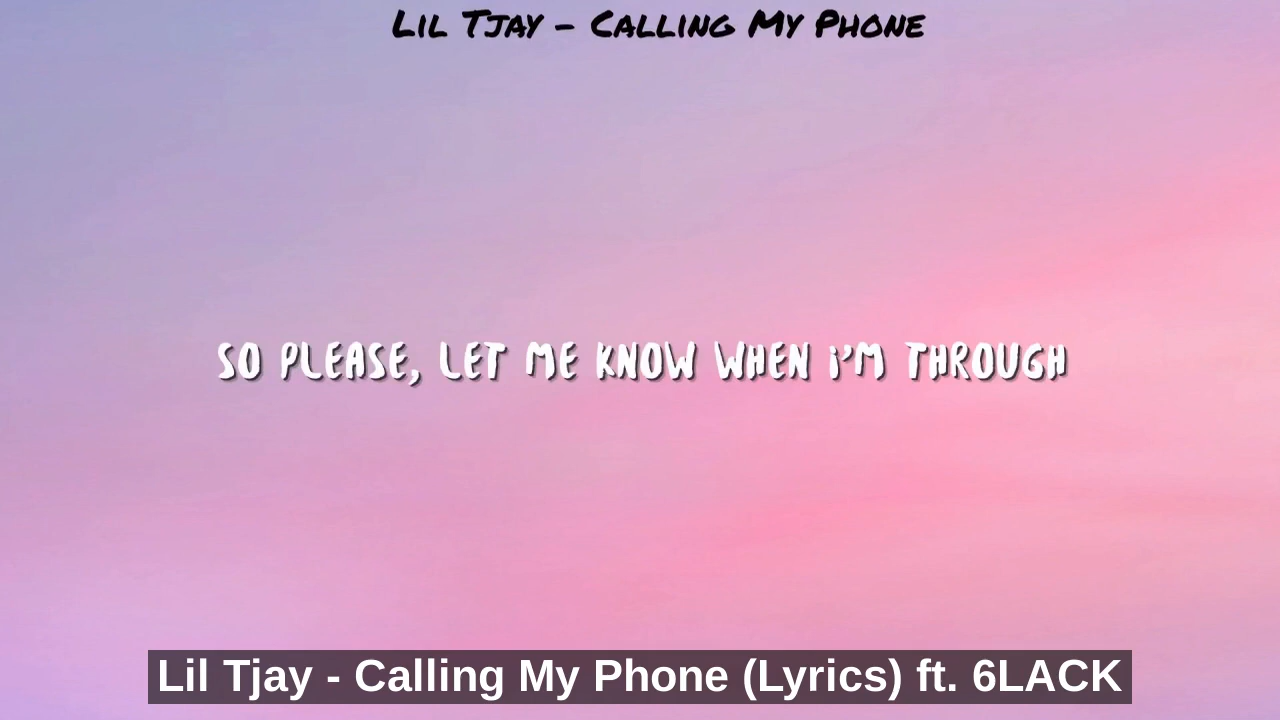 Lil Tjay - Calling My Phone
SO PLEASE, LET ME KNOW WHEN i'M THROUGH
Lil Tjay - Calling My Phone (Lyrics) ft. 6LACK